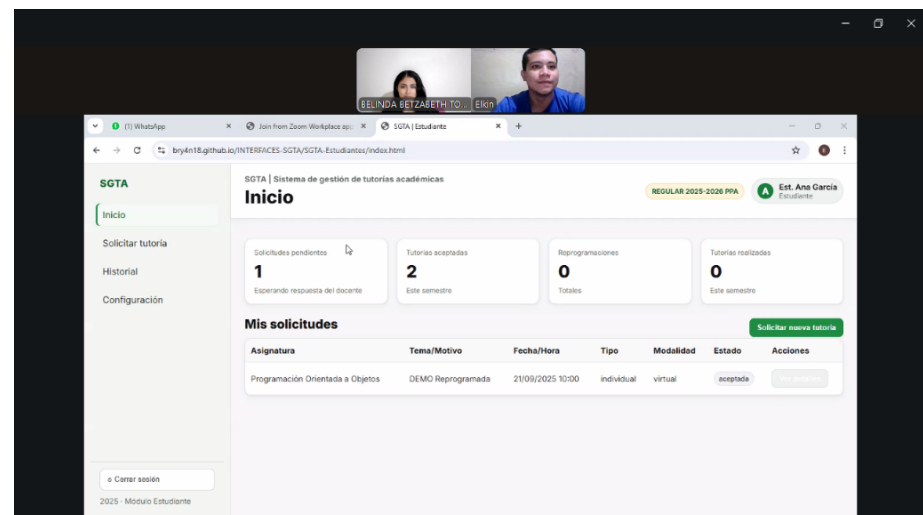 BELINDA BETZABETH TO...
Elkin
(1) WhatsApp
Join from Zoom Workplace app
SGTA | Estudiante
bry4n18.github.io/INTERFACES-SGTA/SGTA-Estudiantes/index.html
SGTA
Inicio
Solicitar tutoría
Historial
Configuración
o Cerrar sesión
2025 - Módulo Estudiante
SGTA | Sistema de gestión de tutorías académicas
Inicio
REGULAR 2025-2026 PPA
A
Est. Ana García
Estudiante
Solicitudes pendientes
1
Esperando respuesta del docente
Tutorías aceptadas
2
Este semestre
Reprogramaciones
0
Totales
Tutorías realizadas
0
Este semestre
Mis solicitudes
Solicitar nueva tutoría
Asignatura Tema/Motivo Fecha/Hora Tipo Modalidad Estado Acciones
Programación Orientada a Objetos DEMO Reprogramada 21/09/2025 10:00 individual virtual aceptada